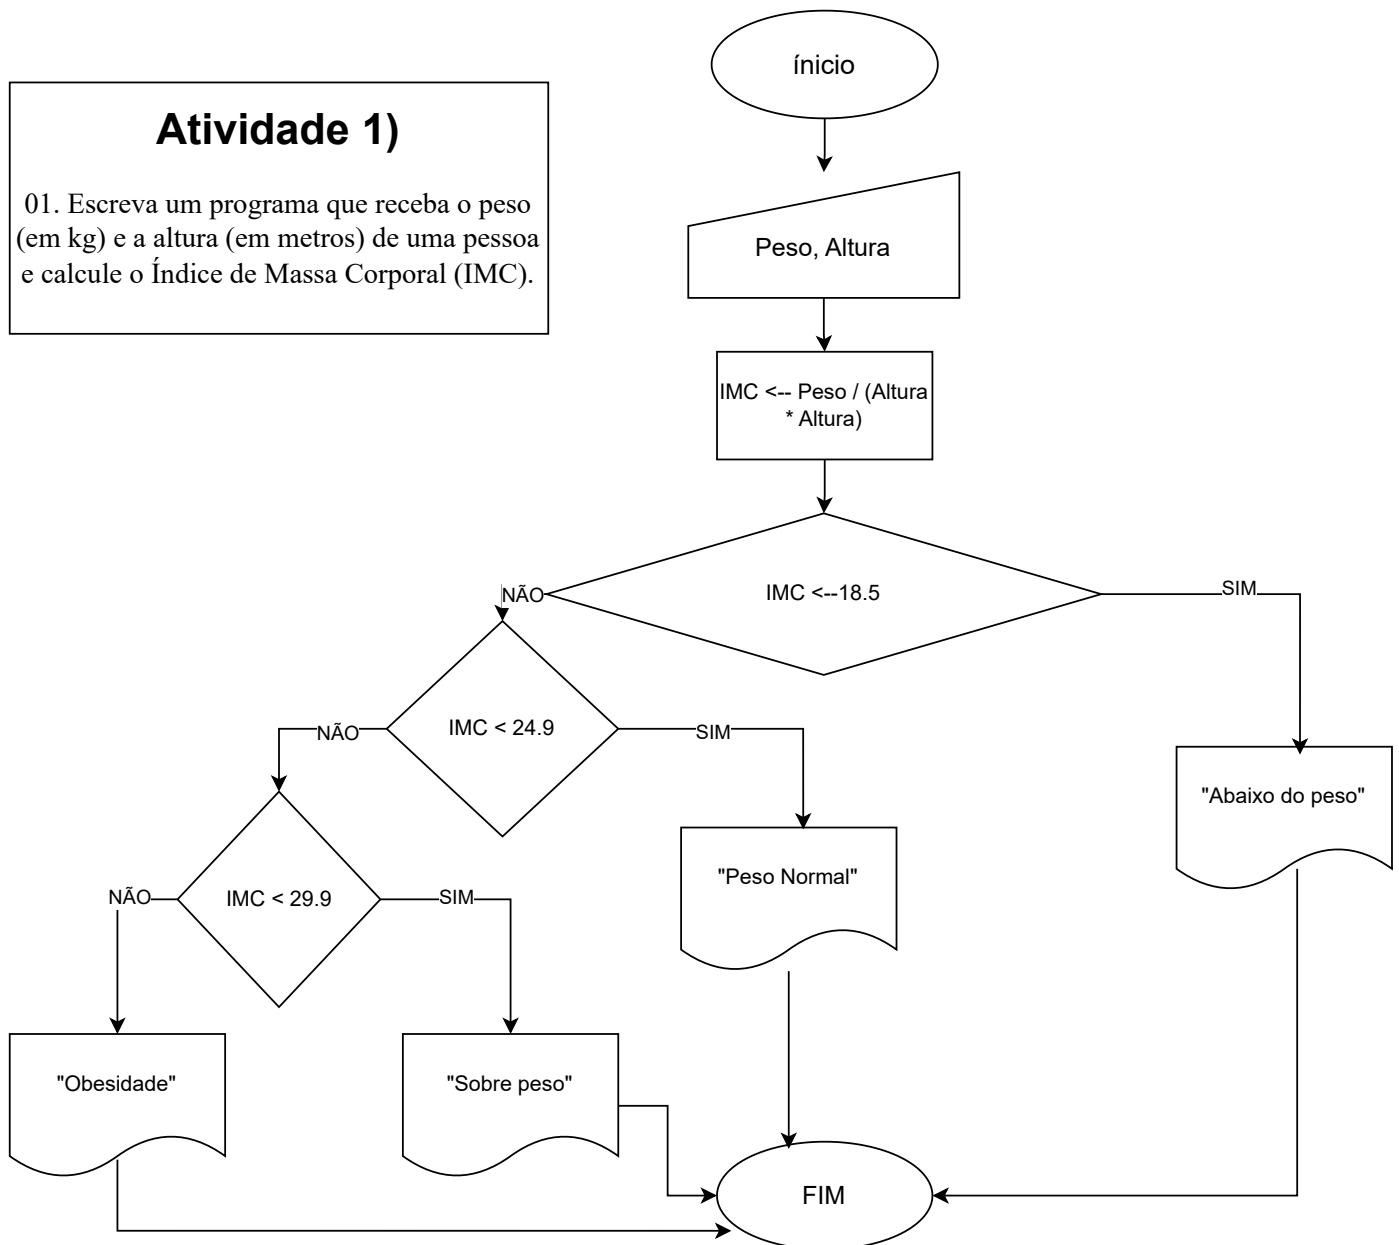 ínicio
Atividade 1)
01. Escreva um programa que receba o peso
(em kg) e a altura (em metros) de uma pessoa
e calcule o Índice de Massa Corporal (IMC).
Peso, Altura
IMC <-- Peso / (Altura
* Altura)
IMC <--18.5
NÃO
SIM
IMC < 24.9
NÃO
SIM
"Abaixo do peso"
"Peso Normal"
IMC < 29.9
NÃO
SIM
"Obesidade"
"Sobre peso"
FIM